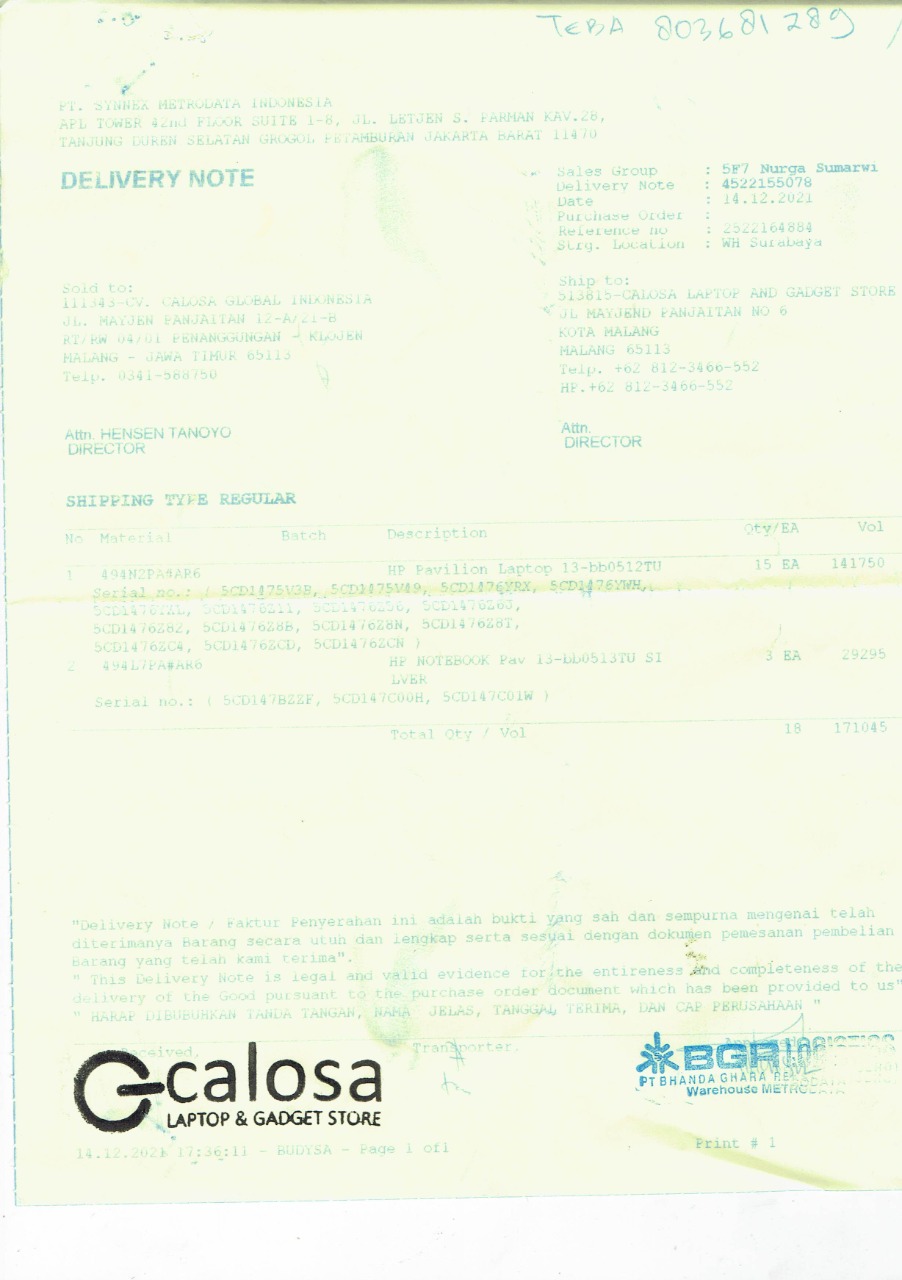 TEBA 803681289
PT. SYNNEX METRODATA INDONESIA
APL TOWER 42nd FLOOR SUITE 1-8, JL. LETJEN S. PARMAN KAV.28,
TANJUNG DUREN SELATAN GROGOL PETAMBURAN JAKARTA BARAT 11470
DELIVERY NOTE
Sales Group : 5F7 Nurga Sumarwi
Delivery Note : 4522155078
Date : 14.12.2021
Purchase Order :
Reference no : 2522164884
Strg. Location : WH Surabaya
Sold to:
111343-CV. CALOSA GLOBAL INDONESIA
JL. MAYJEN PANJAITAN 12-A/21-B
RT/RW 04/01 PENANGGUNGAN - KLOJEN
MALANG - JAWA TIMUR 65113
Telp. 0341-588750
Ship to:
513815-CALOSA LAPTOP AND GADGET STORE
JL MAYJEND PANJAITAN NO 6
KOTA MALANG
MALANG 65113
Telp. +62 812-3466-552
HP.+62 812-3466-552
Attn. HENSEN TANOYO
DIRECTOR
Attn.
DIRECTOR
SHIPPING TYPE REGULAR
No Material Batch Description Qty/EA Vol
1 494N2PA#AR6 HP Pavilion Laptop 13-bb0512TU 15 EA 141750
Serial no.: ( 5CD1475V3B, 5CD1475V49, 5CD1476YRX, 5CD1476YWH,
5CD1476Z11,
5CD1476Z82, 5CD1476Z8B, 5CD1476Z8N, 5CD1476Z8T,
5CD1476ZC4, 5CD1476ZCD, 5CD1476ZCN )
2 494L7PA#AR6 HP NOTEBOOK Pav 13-bb0513TU SI 3 EA 29295
LVER
Serial no.: ( 5CD147BZZF, 5CD147C00H, 5CD147C01W )
Total Qty / Vol 18 171045
"Delivery Note / Faktur Penyerahan ini adalah bukti yang sah dan sempurna mengenai telah
diterimanya Barang secara utuh dan lengkap serta sesuai dengan dokumen pemesanan pembelian
Barang yang telah kami terima".
" This Delivery Note is legal and valid evidence for the entireness and completeness of the
delivery of the Good pursuant to the purchase order document which has been provided to us"
" HARAP DIBUBUHKAN TANDA TANGAN, NAMA JELAS, TANGGAL TERIMA, DAN CAP PERUSAHAAN "
Received, Transporter,
calosa
LAPTOP & GADGET STORE
BGR LOGISTICS
PT BHANDA GHARA
Warehouse METRODATA
14.12.2021 17:36:11 - BUDYSA - Page 1 of1
Print # 1